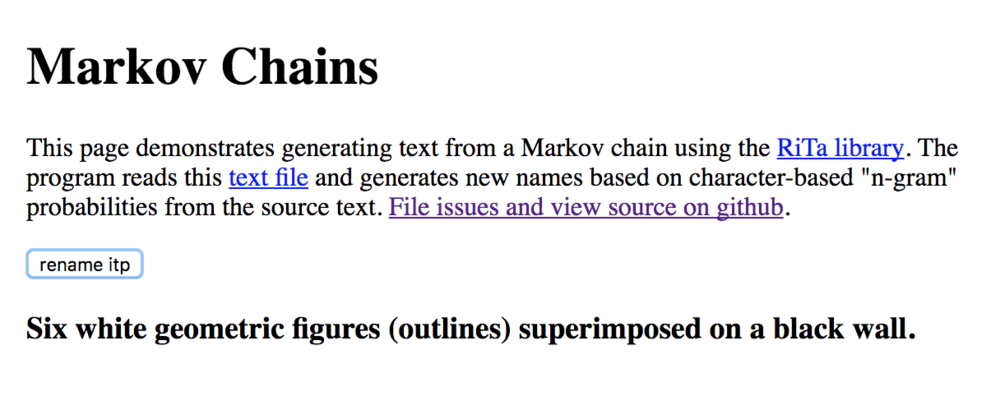 Markov Chains
This page demonstrates generating text from a Markov chain using the RiTa library. The
program reads this text file and generates new names based on character-based "n-gram"
probabilities from the source text. File issues and view source on github.
rename itp
Six white geometric figures (outlines) superimposed on a black wall.